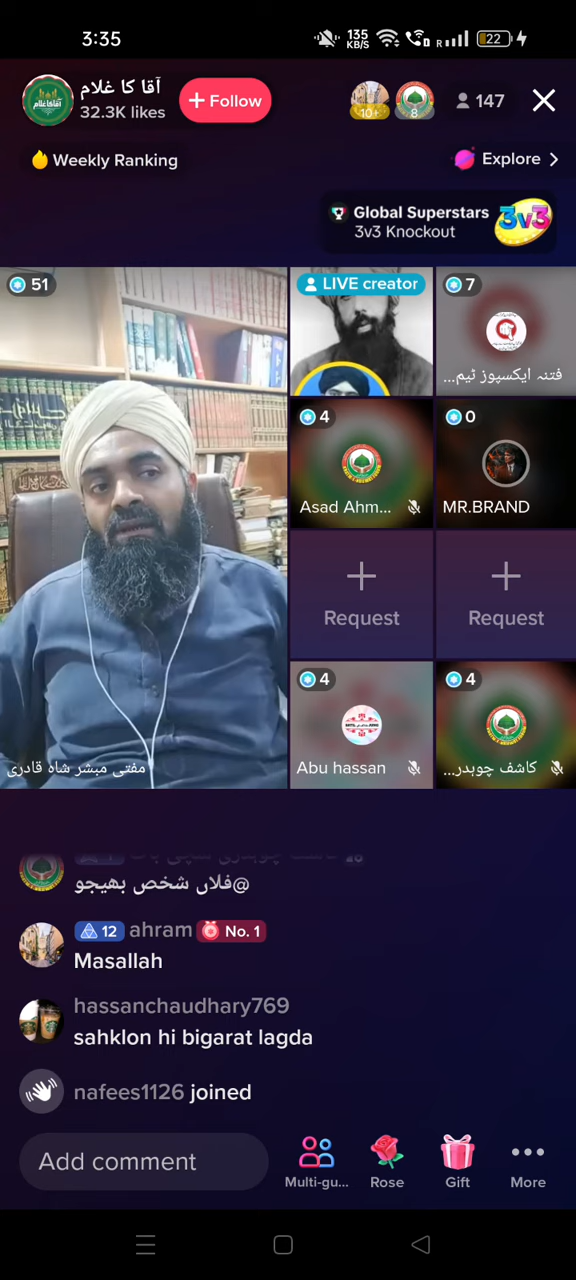 3:35
135
KB/S
R
22
آقا کا غلام
32.3K likes
+ Follow
10+
8
147
Weekly Ranking
Explore >
Global Superstars
3v3 Knockout
3v3
51
LIVE creator
7
فتنہ ایکسپوز ٹیم...
4
Asad Ahm...
0
MR.BRAND
Request
Request
4
Abu hassan
4
کاشف چوہدر...
مفتی مبشر شاہ قادری
@فلاں شخص بھیجو
12 ahram No. 1
Masallah
hassanchaudhary769
sahklon hi bigarat lagda
nafees1126 joined
Add comment
Multi-gu...
Rose
Gift
More